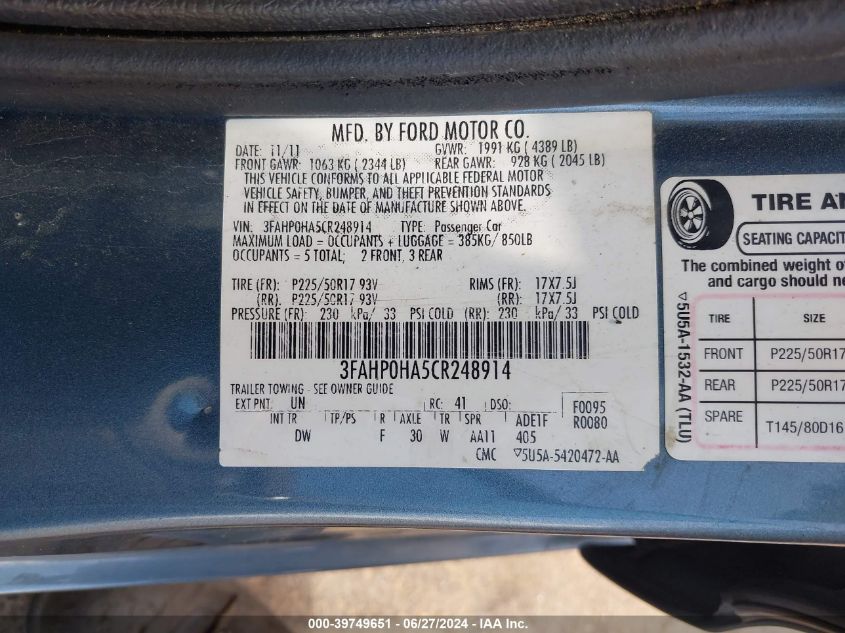 MFD. BY FORD MOTOR CO.
DATE: 11/11 GVWR: 1991 KG ( 4389 LB)
FRONT GAWR: 1063 KG ( 2344 LB) REAR GAWR: 928 KG ( 2045 LB)
THIS VEHICLE CONFORMS TO ALL APPLICABLE FEDERAL MOTOR
VEHICLE SAFETY, BUMPER, AND THEFT PREVENTION STANDARDS
IN EFFECT ON THE DATE OF MANUFACTURE SHOWN ABOVE.
VIN: 3FAHP0HA5CR248914 TYPE: Passenger Car
MAXIMUM LOAD = OCCUPANTS + LUGGAGE = 385KG/ 850LB
OCCUPANTS = 5 TOTAL; 2 FRONT, 3 REAR
TIRE (FR): P225/50R17 93V RIMS (FR): 17X7.5J
(RR): P225/50R17 93V (RR): 17X7.5J
PRESSURE (FR): 230 kPa/ 33 PSI COLD (RR): 230 kPa/ 33 PSI COLD
3FAHP0HA5CR248914
TRAILER TOWING - SEE OWNER GUIDE
EXT PNT: UN RC: 41 DSO: F0095
INT TR TP/PS R AXLE TR SPR ADE1F R0080
DW F 30 W AA11 405
CMC ▽5U5A-5420472-AA
TIRE
SEATING
The combined weight of
and cargo should
▽5U5A-1532-AA (TLU)
TIRE SIZE
FRONT P225/50R17
REAR P225/50R17
SPARE T145/80D16
000-39749651 - 06/27/2024 - IAA Inc.